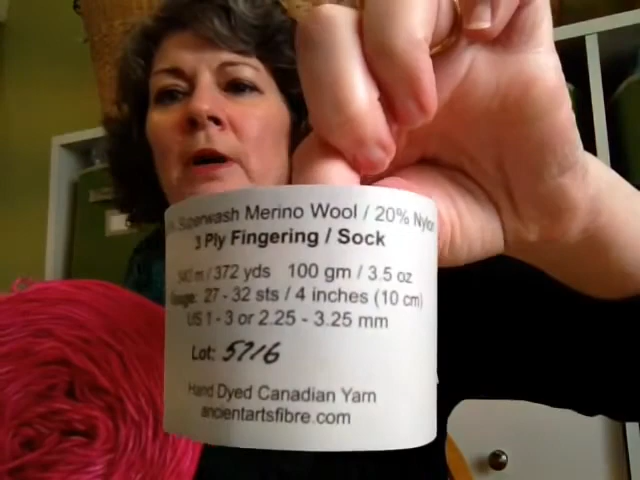 Superwash Merino Wool / 20% Nylon
3 Ply Fingering / Sock
340 m / 372 yds 100 gm / 3.5 oz
Gauge: 27 - 32 sts / 4 inches (10 cm)
US 1 - 3 or 2.25 - 3.25 mm
Lot: 5716
Hand Dyed Canadian Yarn
ancientartsfibre.com